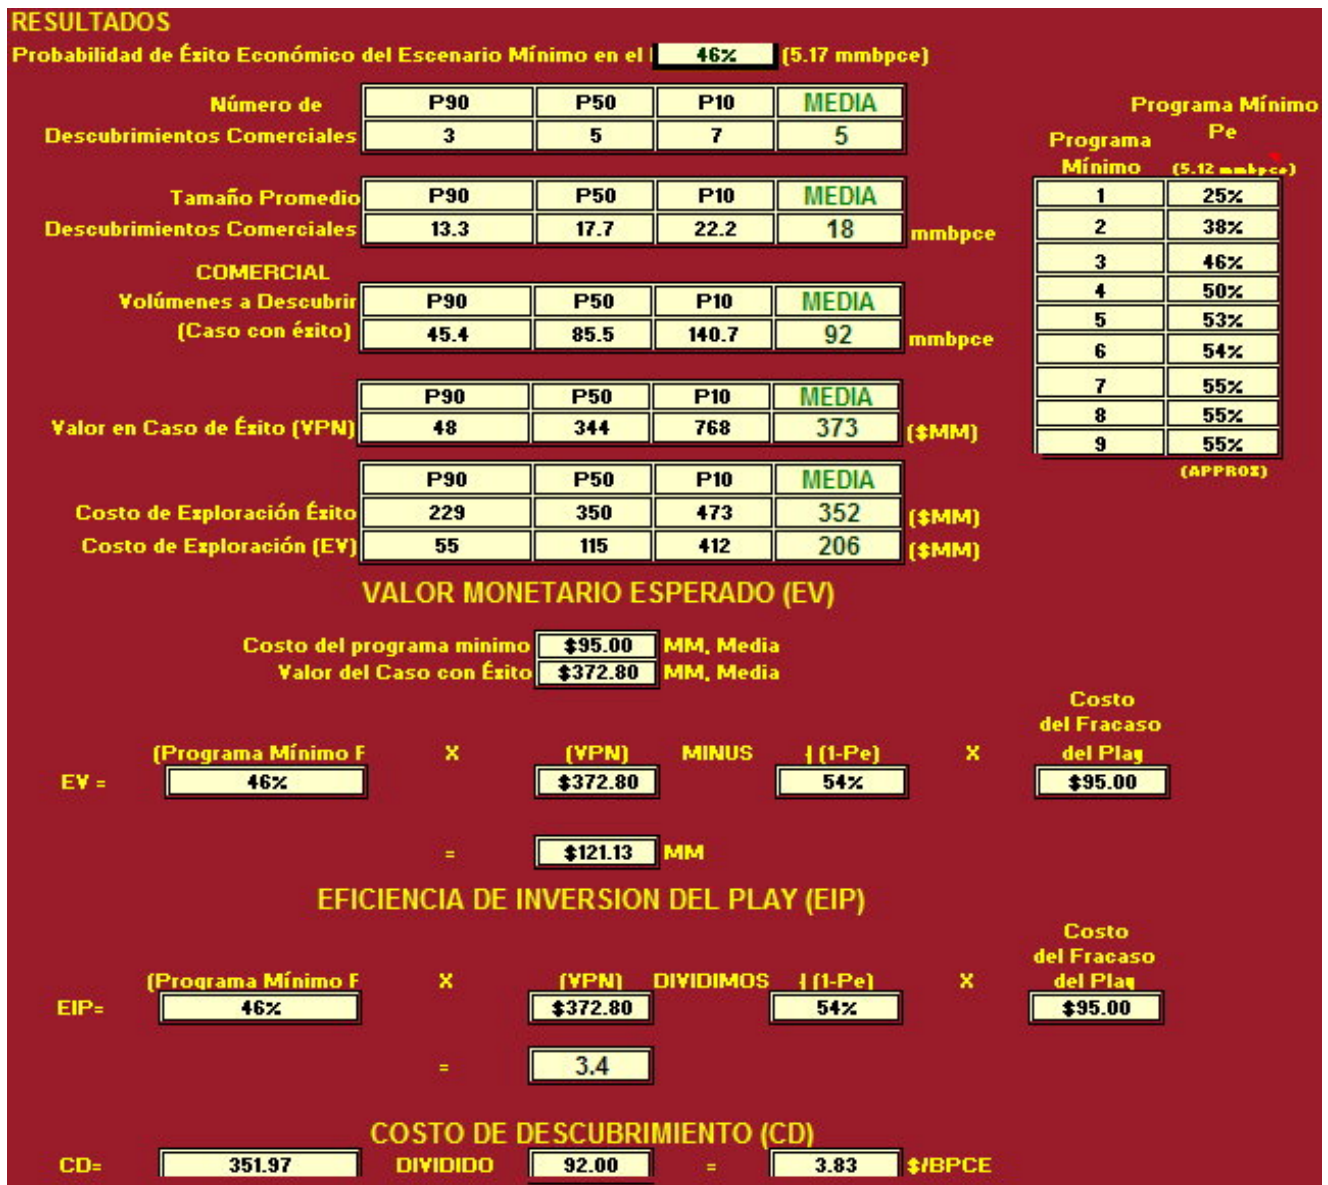 RESULTADOS
Probabilidad de Éxito Económico del Escenario Mínimo en el 46% (5.17 mmbpce)
Número de P90 P50 P10 MEDIA
Descubrimientos Comerciales 3 5 7 5
Tamaño Promedio P90 P50 P10 MEDIA
Descubrimientos Comerciales 13.3 17.7 22.2 18 mmbpce
COMERCIAL
Volúmenes a Descubrir P90 P50 P10 MEDIA
(Caso con éxito) 45.4 85.5 140.7 92 mmbpce
P90 P50 P10 MEDIA
Valor en Caso de Éxito (VPN) 48 344 768 373 ($MM)
P90 P50 P10 MEDIA
Costo de Exploración Éxito 229 350 473 352 ($MM)
Costo de Exploración (EV) 55 115 412 206 ($MM)
Programa Mínimo
Programa Pe
Mínimo (5.12 mmbpce)
1 25%
2 38%
3 46%
4 50%
5 53%
6 54%
7 55%
8 55%
9 55%
(APPROX)
VALOR MONETARIO ESPERADO (EV)
Costo del programa minimo $95.00 MM, Media
Valor del Caso con Éxito $372.80 MM, Media
Costo
del Fracaso
(Programa Mínimo X (VPN) MINUS (1-Pe) X del Play
EV = 46% $372.80 54% $95.00
= $121.13 MM
EFICIENCIA DE INVERSION DEL PLAY (EIP)
Costo
del Fracaso
(Programa Mínimo X (VPN) DIVIDIMOS (1-Pe) X del Play
EIP= 46% $372.80 54% $95.00
= 3.4
COSTO DE DESCUBRIMIENTO (CD)
CD= 351.97 DIVIDIDO 92.00 = 3.83 $/BPCE